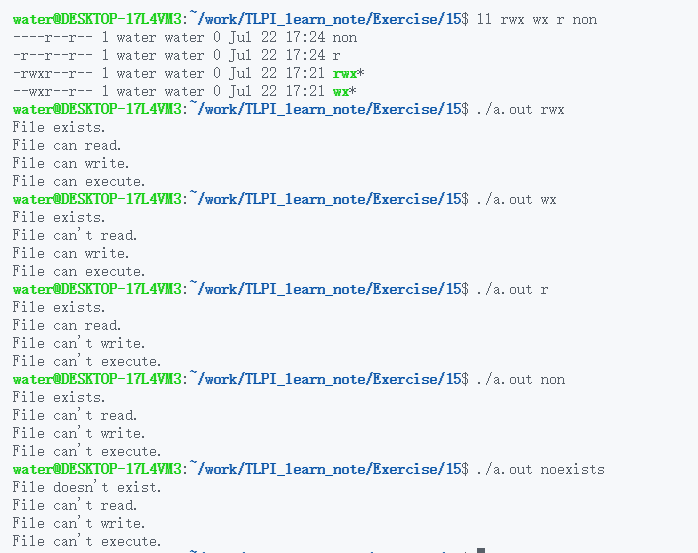 water@DESKTOP-17L4VM3:~/work/TLPI_learn_note/Exercise/15$ ll rwx wx r non
----r--r-- 1 water water 0 Jul 22 17:24 non
-r--r--r-- 1 water water 0 Jul 22 17:24 r
-rwxr--r-- 1 water water 0 Jul 22 17:21 rwx*
--wxr--r-- 1 water water 0 Jul 22 17:21 wx*
water@DESKTOP-17L4VM3:~/work/TLPI_learn_note/Exercise/15$ ./a.out rwx
File exists.
File can read.
File can write.
File can execute.
water@DESKTOP-17L4VM3:~/work/TLPI_learn_note/Exercise/15$ ./a.out wx
File exists.
File can't read.
File can write.
File can execute.
water@DESKTOP-17L4VM3:~/work/TLPI_learn_note/Exercise/15$ ./a.out r
File exists.
File can read.
File can't write.
File can't execute.
water@DESKTOP-17L4VM3:~/work/TLPI_learn_note/Exercise/15$ ./a.out non
File exists.
File can't read.
File can't write.
File can't execute.
water@DESKTOP-17L4VM3:~/work/TLPI_learn_note/Exercise/15$ ./a.out noexists
File doesn't exist.
File can't read.
File can't write.
File can't execute.